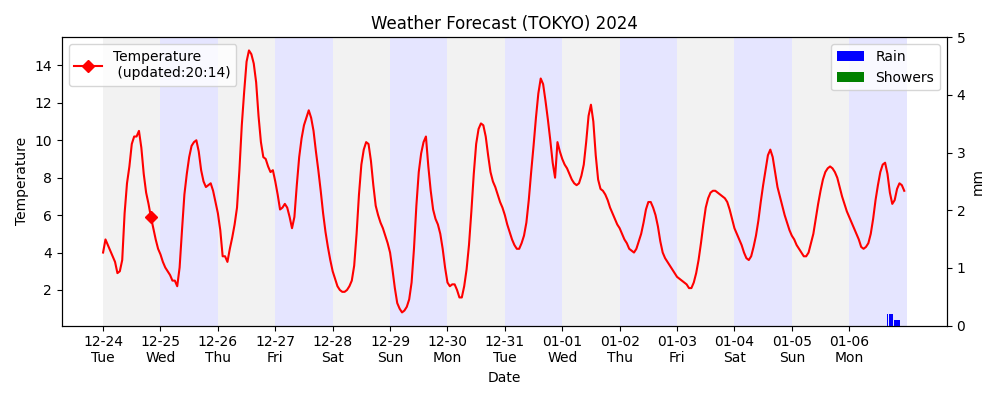 Weather Forecast (TOKYO) 2024
Temperature
(updated:20:14)
Rain
Showers
Temperature
14
12
10
8
6
4
2
5
4
3
2
1
0
mm
12-24 12-25 12-26 12-27 12-28 12-29 12-30 12-31 01-01 01-02 01-03 01-04 01-05 01-06
Tue Wed Thu Fri Sat Sun Mon Tue Wed Thu Fri Sat Sun Mon
Date